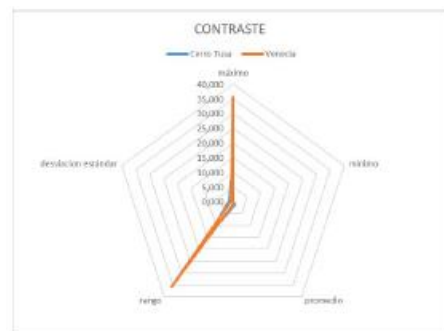 CONTRASTE
Cerro Tusa Venecia
máximo
40,000
35,000
30,000
25,000
20,000
15,000
10,000
5,000
0,000
desviacion estándar
mínimo
rango
promedio